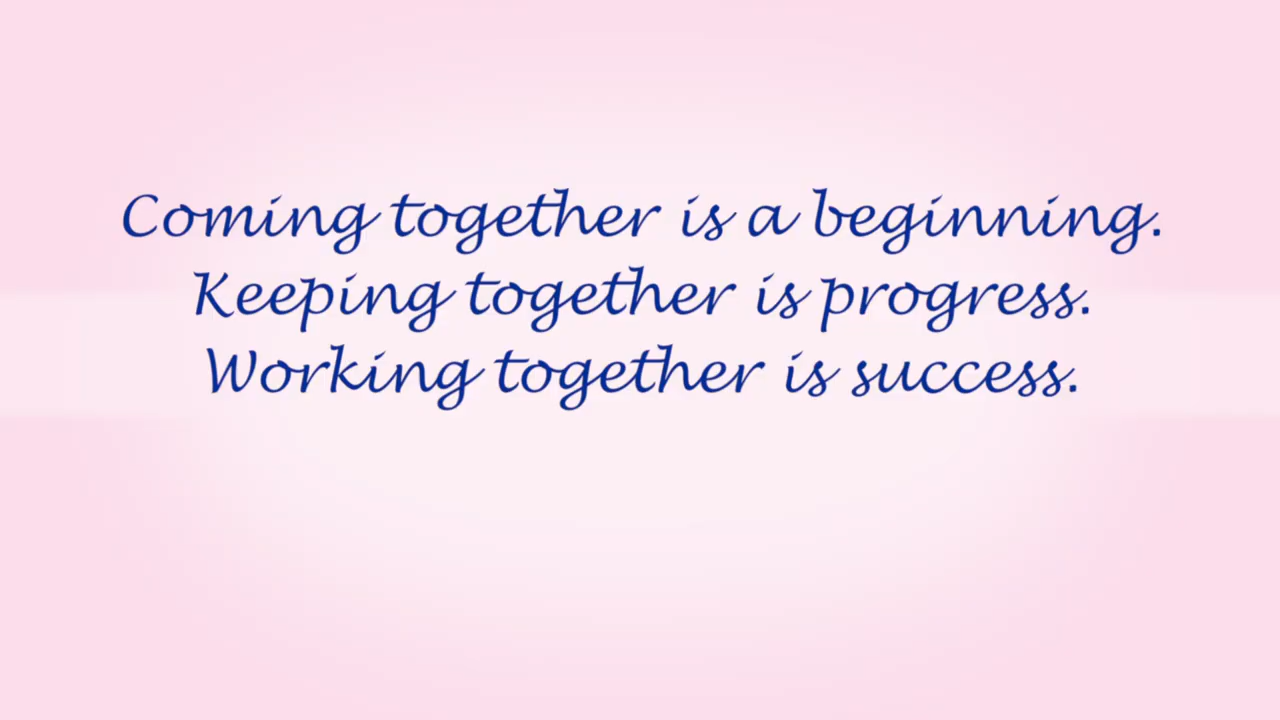 Coming together is a beginning.
Keeping together is progress.
Working together is success.